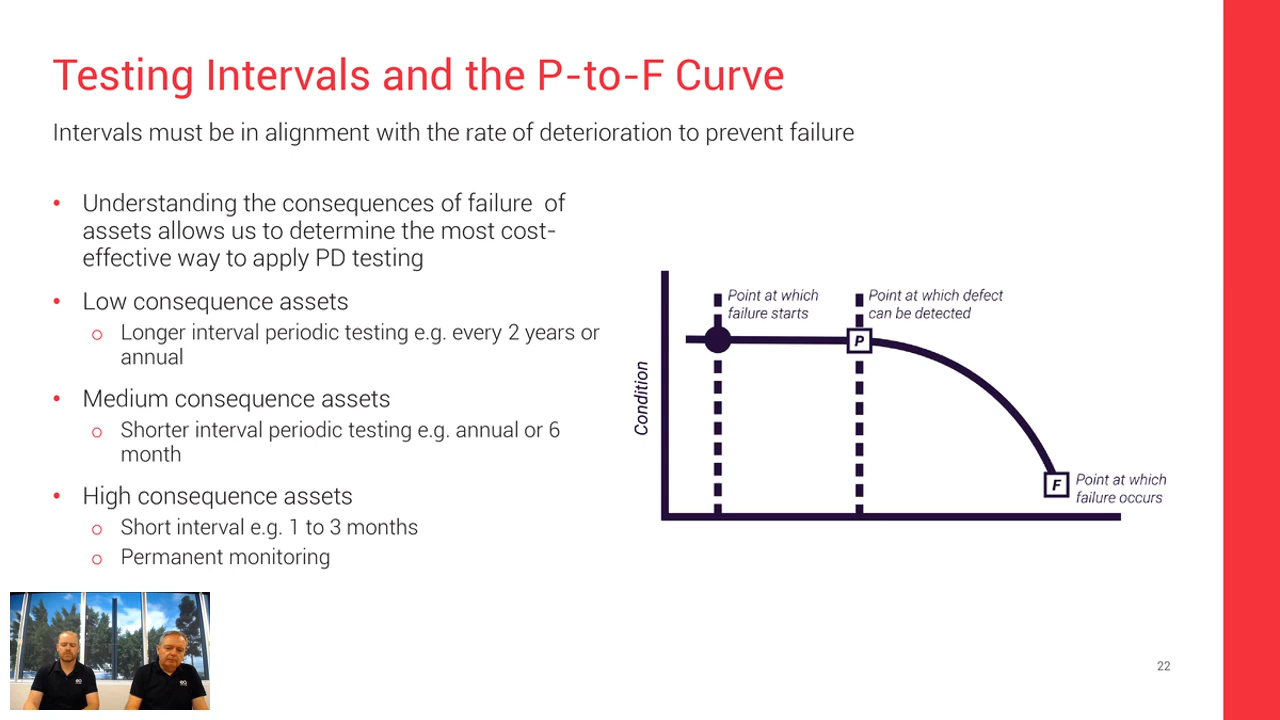 Testing Intervals and the P-to-F Curve
Intervals must be in alignment with the rate of deterioration to prevent failure
• Understanding the consequences of failure  of
assets allows us to determine the most cost-
effective way to apply PD testing
• Low consequence assets
o Longer interval periodic testing e.g. every 2 years or
annual
• Medium consequence assets
o Shorter interval periodic testing e.g. annual or 6
month
• High consequence assets
o Short interval e.g. 1 to 3 months
o Permanent monitoring
Point at which
failure starts
Point at which defect
can be detected
P
Condition
F
Point at which
failure occurs
22